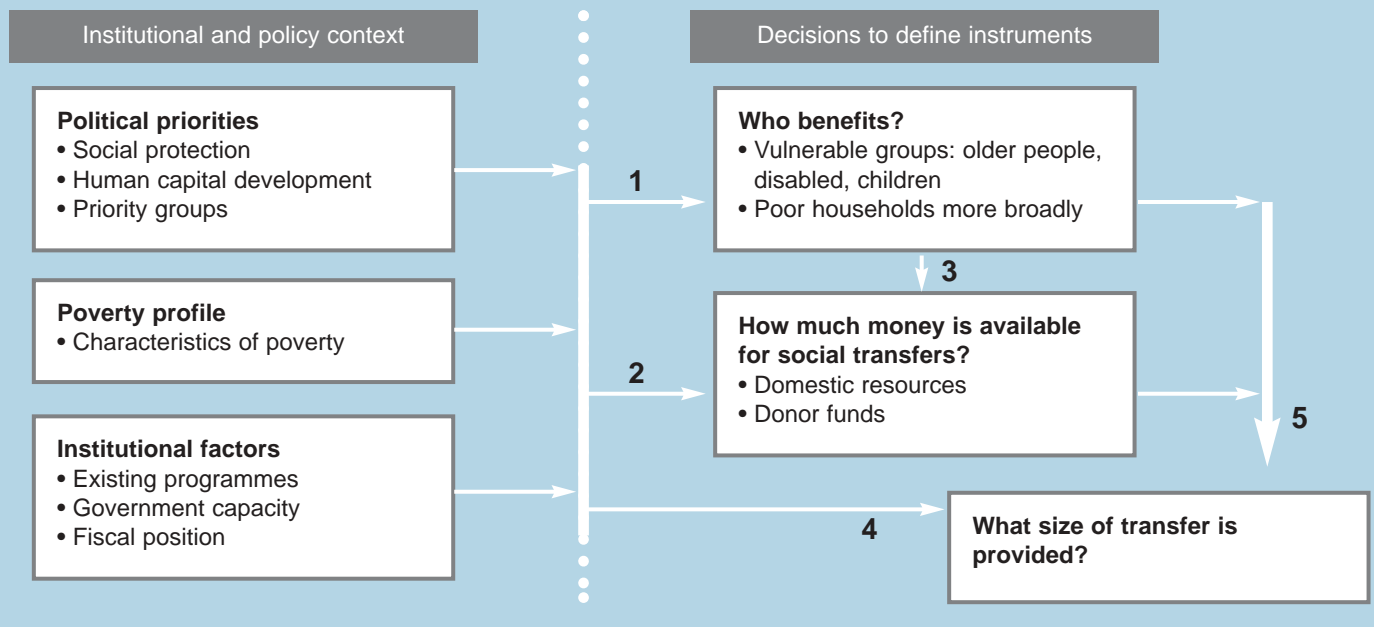 Institutional and policy context
Political priorities
• Social protection
• Human capital development
• Priority groups
Poverty profile
• Characteristics of poverty
Institutional factors
• Existing programmes
• Government capacity
• Fiscal position
Decisions to define instruments
1
Who benefits?
• Vulnerable groups: older people,
disabled, children
• Poor households more broadly
3
2
How much money is available
for social transfers?
• Domestic resources
• Donor funds
5
4
What size of transfer is
provided?